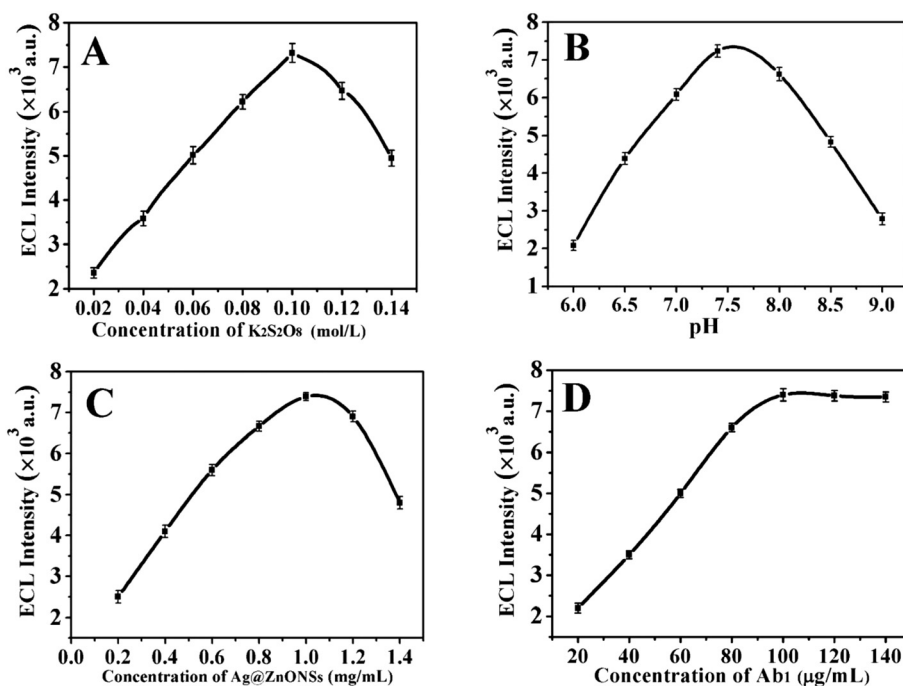 A
ECL Intensity (×10³ a.u.)
8
7
6
5
4
3
2
0.02 0.04 0.06 0.08 0.10 0.12 0.14
Concentration of K2S2O8 (mol/L)
B
ECL Intensity (×10³ a.u.)
8
7
6
5
4
3
2
1
6.0 6.5 7.0 7.5 8.0 8.5 9.0
pH
C
ECL Intensity (×10³ a.u.)
8
7
6
5
4
3
2
0.0 0.2 0.4 0.6 0.8 1.0 1.2 1.4
Concentration of Ag@ZnONSs (mg/mL)
D
ECL Intensity (×10³ a.u.)
8
7
6
5
4
3
2
20 40 60 80 100 120 140
Concentration of Ab1 (μg/mL)